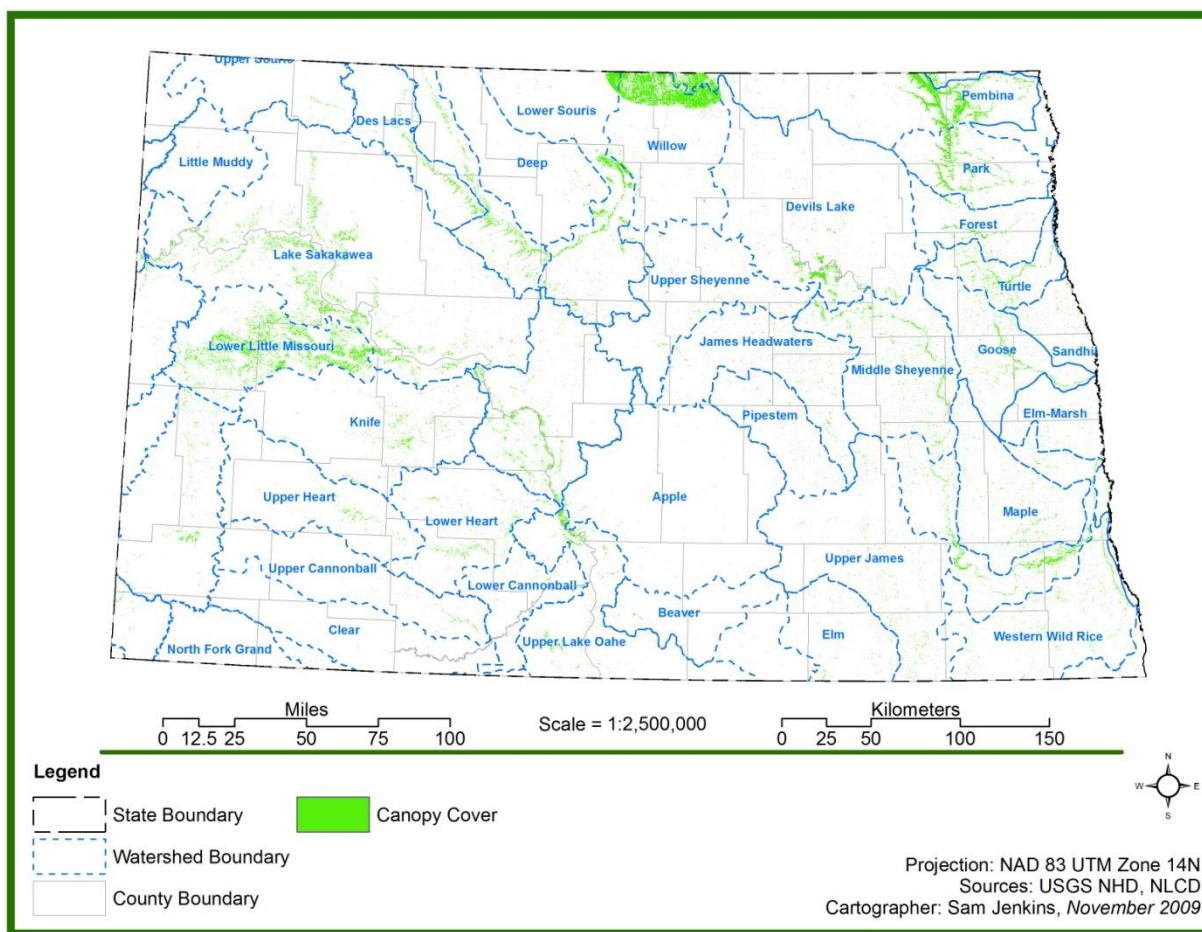 Upper Souris
Lower Souris
Pembina
Des Lacs
Willow
Little Muddy
Deep
Park
Devils Lake
Forest
Lake Sakakawea
Upper Sheyenne
Turtle
Lower Little Missouri
James Headwaters
Goose
Sandhil
Middle Sheyenne
Pipestem
Elm-Marsh
Knife
Upper Heart
Apple
Maple
Lower Heart
Upper James
Upper Cannonball
Lower Cannonball
Beaver
Clear
Elm
Western Wild Rice
North Fork Grand
Upper Lake Oahe
Miles
0 12.5 25 50 75 100
Scale = 1:2,500,000
Kilometers
0 25 50 100 150
Legend
State Boundary
Canopy Cover
Watershed Boundary
County Boundary
N
W E
S
Projection: NAD 83 UTM Zone 14N
Sources: USGS NHD, NLCD
Cartographer: Sam Jenkins, November 2009